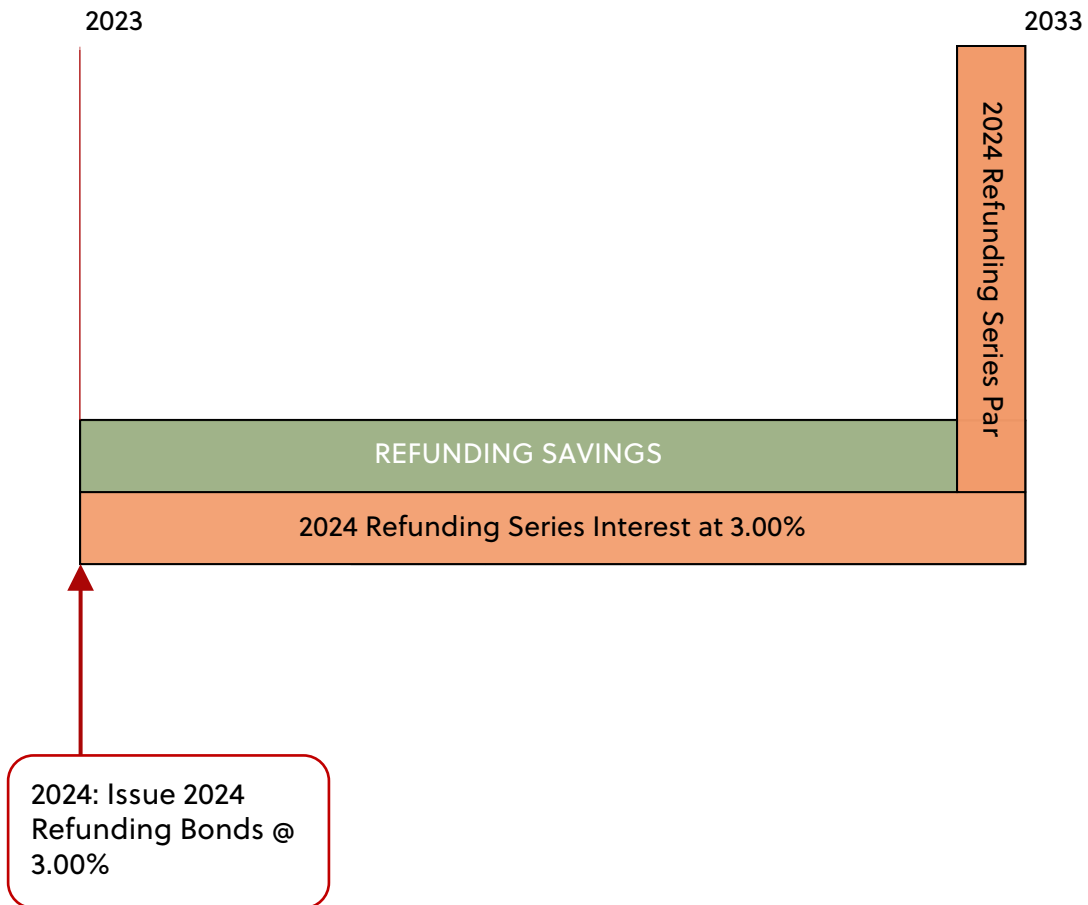 2023
2033
2024 Refunding Series Par
REFUNDING SAVINGS
2024 Refunding Series Interest at 3.00%
2024: Issue 2024
Refunding Bonds @
3.00%